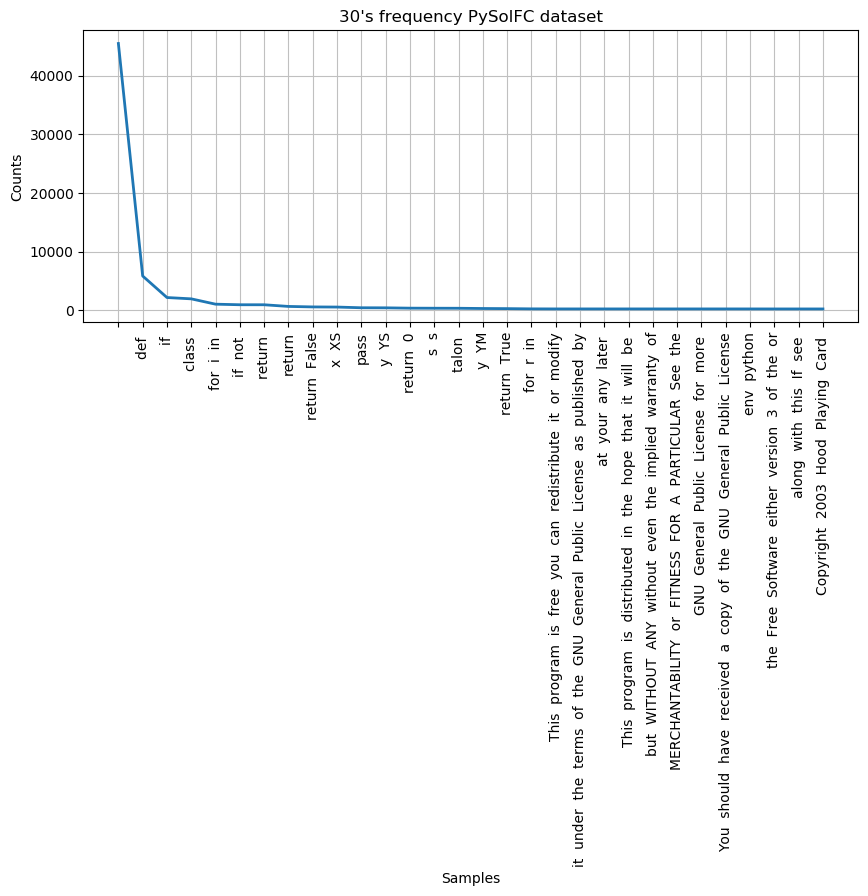 30's frequency PySolFC dataset
Counts
40000
30000
20000
10000
0
def
if
class
for i in
if not
return
return
return False
x XS
pass
y YS
return 0
s s
talon
y YM
return True
for r in
This program is free you can redistribute it or modify
it under the terms of the GNU General Public License as published by
at your any later
This program is distributed in the hope that it will be
but WITHOUT ANY without even the implied warranty of
MERCHANTABILITY or FITNESS FOR A PARTICULAR See the
GNU General Public License for more
You should have received a copy of the GNU General Public License
env python
the Free Software either version 3 of the or
along with this If see
Copyright 2003 Hood Playing Card
Samples